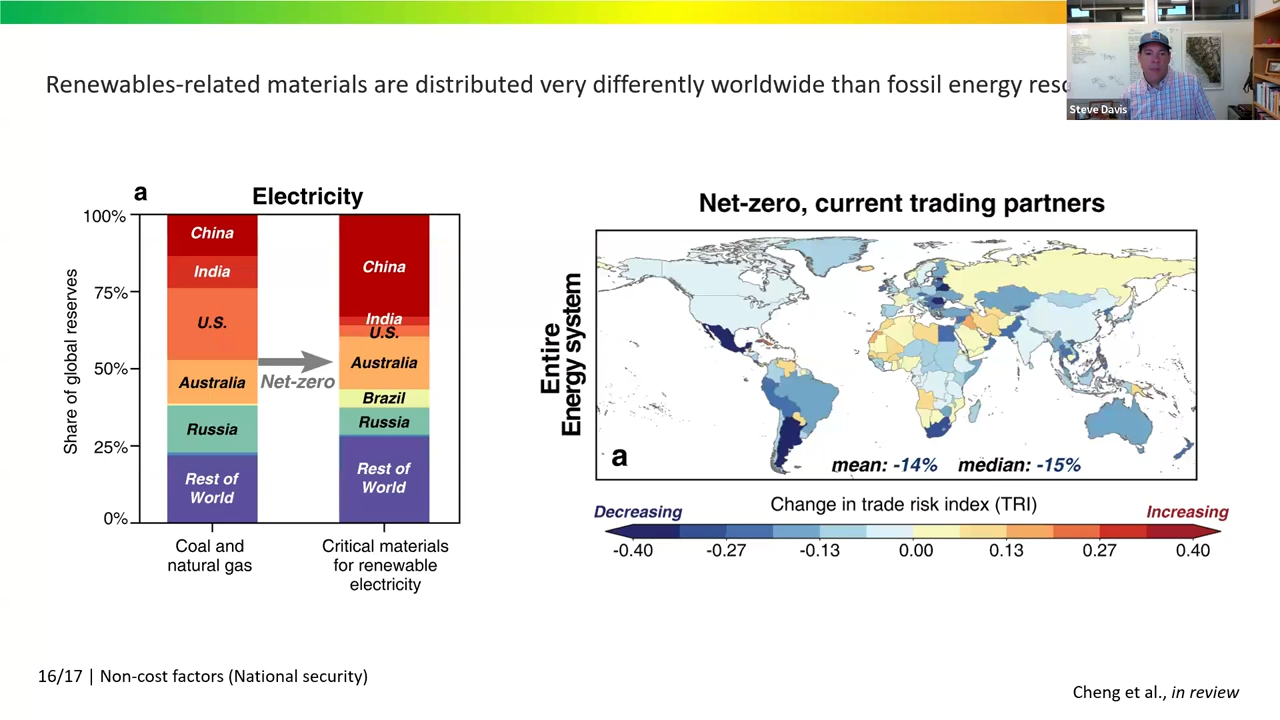 Renewables-related materials are distributed very differently worldwide than fossil energy
Steve Davis
a
Electricity
Share of global reserves
100%
75%
50%
25%
0%
China
India
U.S.
Australia
Russia
Rest of
World
Net-zero
China
India
U.S.
Australia
Brazil
Russia
Rest of
World
Coal and
natural gas
Critical materials
for renewable
electricity
Net-zero, current trading partners
Entire
Energy system
a
mean: -14% median: -15%
Decreasing
Change in trade risk index (TRI)
Increasing
-0.40 -0.27 -0.13 0.00 0.13 0.27 0.40
16/17 | Non-cost factors (National security)
Cheng et al., in review